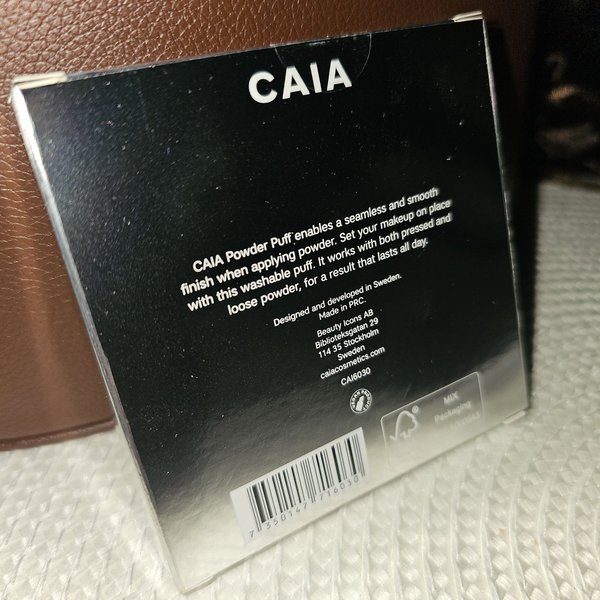 CAIA
CAIA Powder Puff enables a seamless and smooth
finish when applying powder. Set your makeup on place
with this washable puff. It works with both pressed and
loose powder, for a result that lasts all day.
Designed and developed in Sweden.
Made in PRC.
Beauty Icons AB
Biblioteksgatan 29
114 35 Stockholm
Sweden
caiacosmetics.com
CAI6030
MIX
Packaging